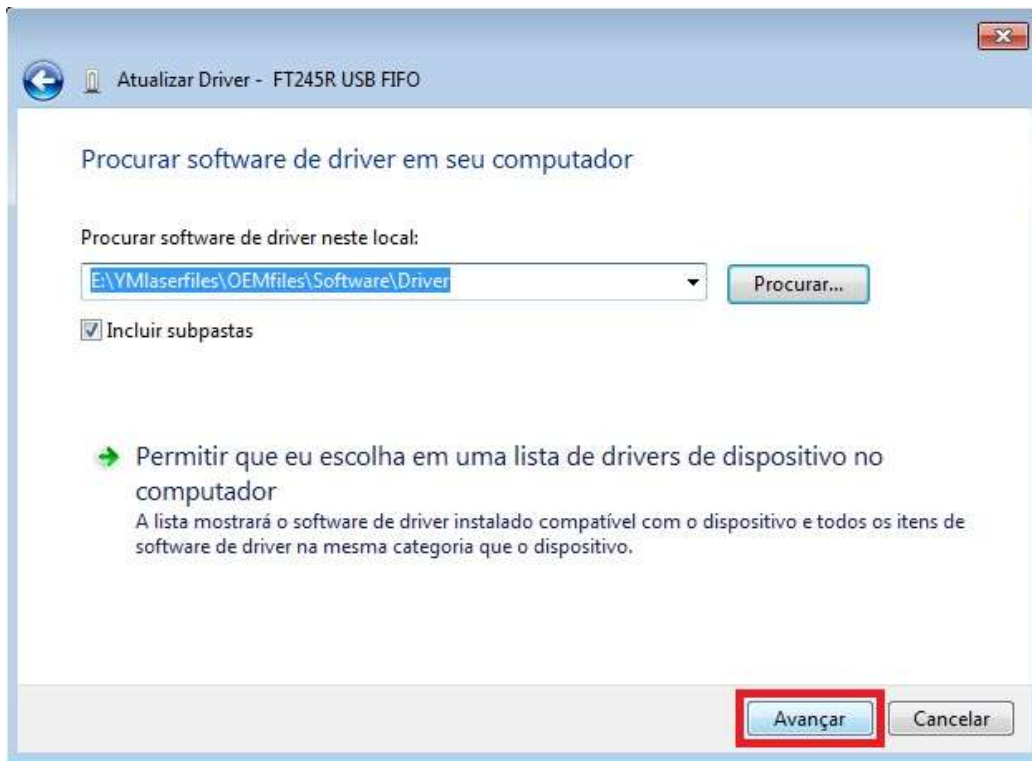 Atualizar Driver - FT245R USB FIFO
Procurar software de driver em seu computador
Procurar software de driver neste local:
E:\YMlaserfiles\OEMfiles\Software\Driver
Procurar...
Incluir subpastas
Permitir que eu escolha em uma lista de drivers de dispositivo no
computador
A lista mostrará o software de driver instalado compatível com o dispositivo e todos os itens de
software de driver na mesma categoria que o dispositivo.
Avançar
Cancelar